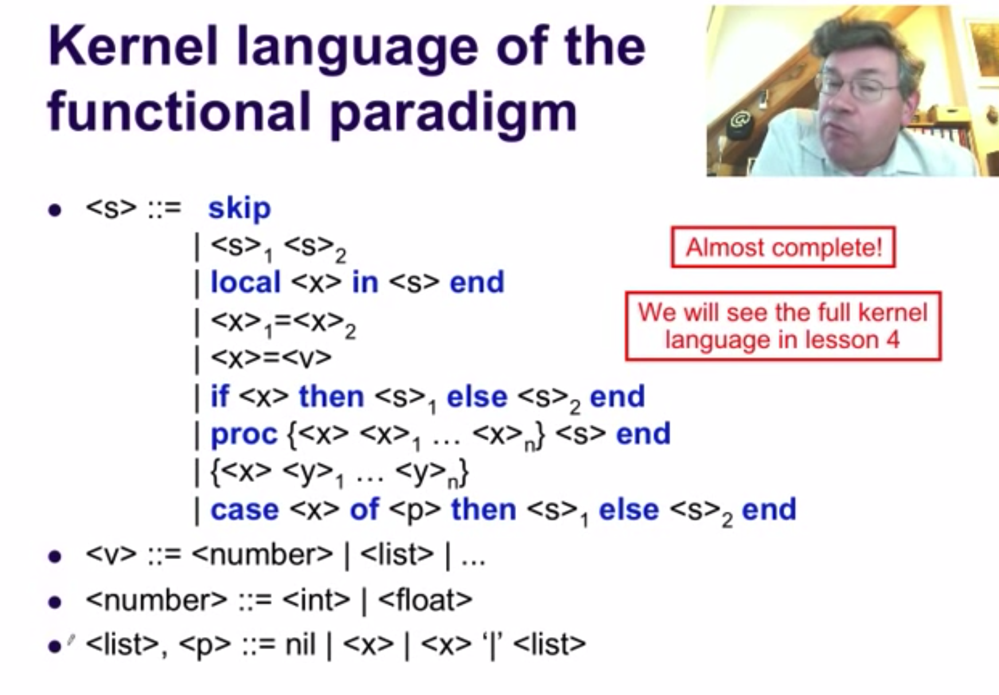 Kernel language of the
functional paradigm
@
• <s> ::= skip
| <s>₁ <s>₂
| local <x> in <s> end
| <x>₁=<x>₂
| <x>=<v>
| if <x> then <s>₁ else <s>₂ end
| proc {<x> <x>₁ … <x>ₙ} <s> end
| {<x> <y>₁ … <y>ₙ}
| case <x> of <p> then <s>₁ else <s>₂ end
Almost complete!
We will see the full kernel
language in lesson 4
• <v> ::= <number> | <list> | ...
• <number> ::= <int> | <float>
• <list>, <p> ::= nil | <x> | <x> ‘|’ <list>